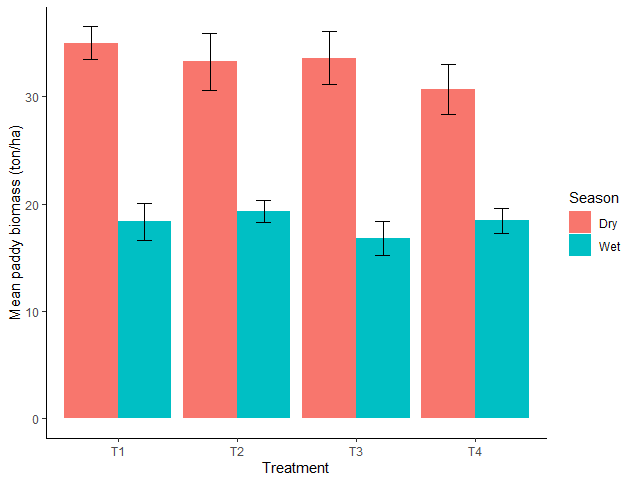 Mean paddy biomass (ton/ha)
30
20
10
0
T1 T2 T3 T4
Treatment
Season
Dry
Wet